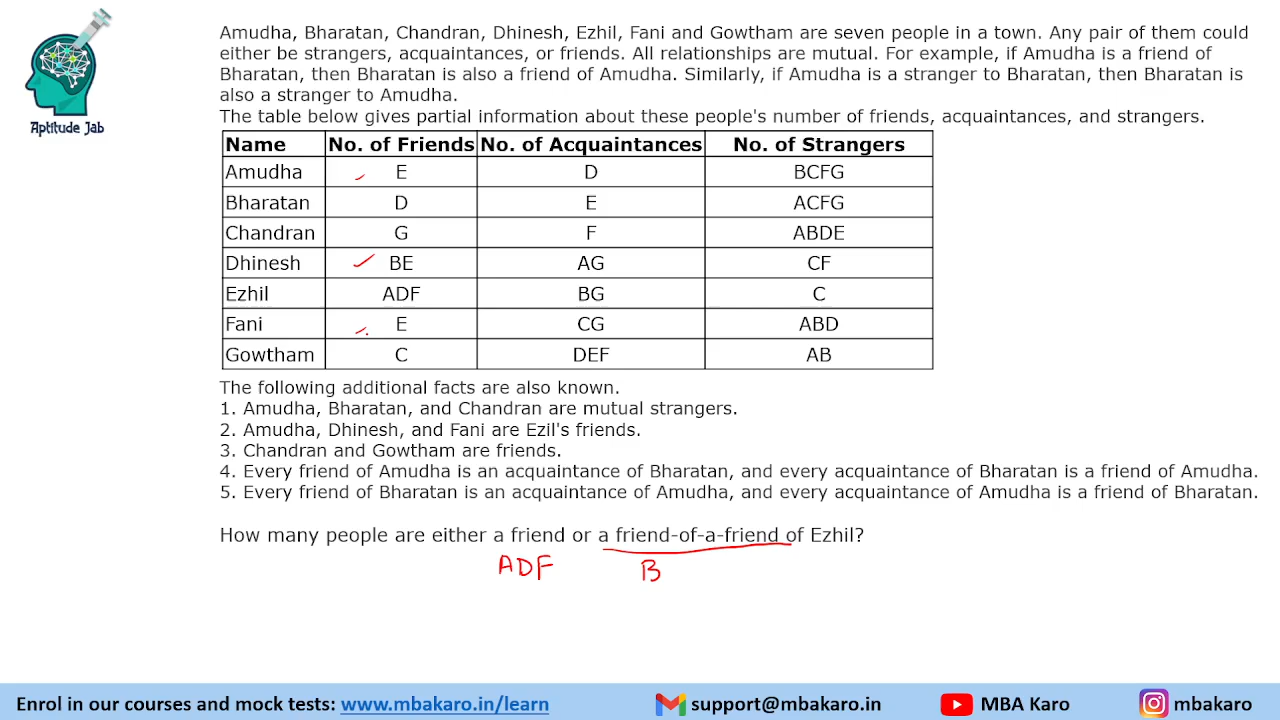 Aptitude Jab
Amudha, Bharatan, Chandran, Dhinesh, Ezhil, Fani and Gowtham are seven people in a town. Any pair of them could
either be strangers, acquaintances, or friends. All relationships are mutual. For example, if Amudha is a friend of
Bharatan, then Bharatan is also a friend of Amudha. Similarly, if Amudha is a stranger to Bharatan, then Bharatan is
also a stranger to Amudha.
The table below gives partial information about these people's number of friends, acquaintances, and strangers.
Name No. of Friends No. of Acquaintances No. of Strangers
Amudha E D BCFG
Bharatan D E ACFG
Chandran G F ABDE
Dhinesh BE AG CF
Ezhil ADF BG C
Fani E CG ABD
Gowtham C DEF AB
The following additional facts are also known.
1. Amudha, Bharatan, and Chandran are mutual strangers.
2. Amudha, Dhinesh, and Fani are Ezil's friends.
3. Chandran and Gowtham are friends.
4. Every friend of Amudha is an acquaintance of Bharatan, and every acquaintance of Bharatan is a friend of Amudha.
5. Every friend of Bharatan is an acquaintance of Amudha, and every acquaintance of Amudha is a friend of Bharatan.
How many people are either a friend or a friend-of-a-friend of Ezhil?
ADF B
Enrol in our courses and mock tests: www.mbakaro.in/learn support@mbakaro.in MBA Karo mbakaro